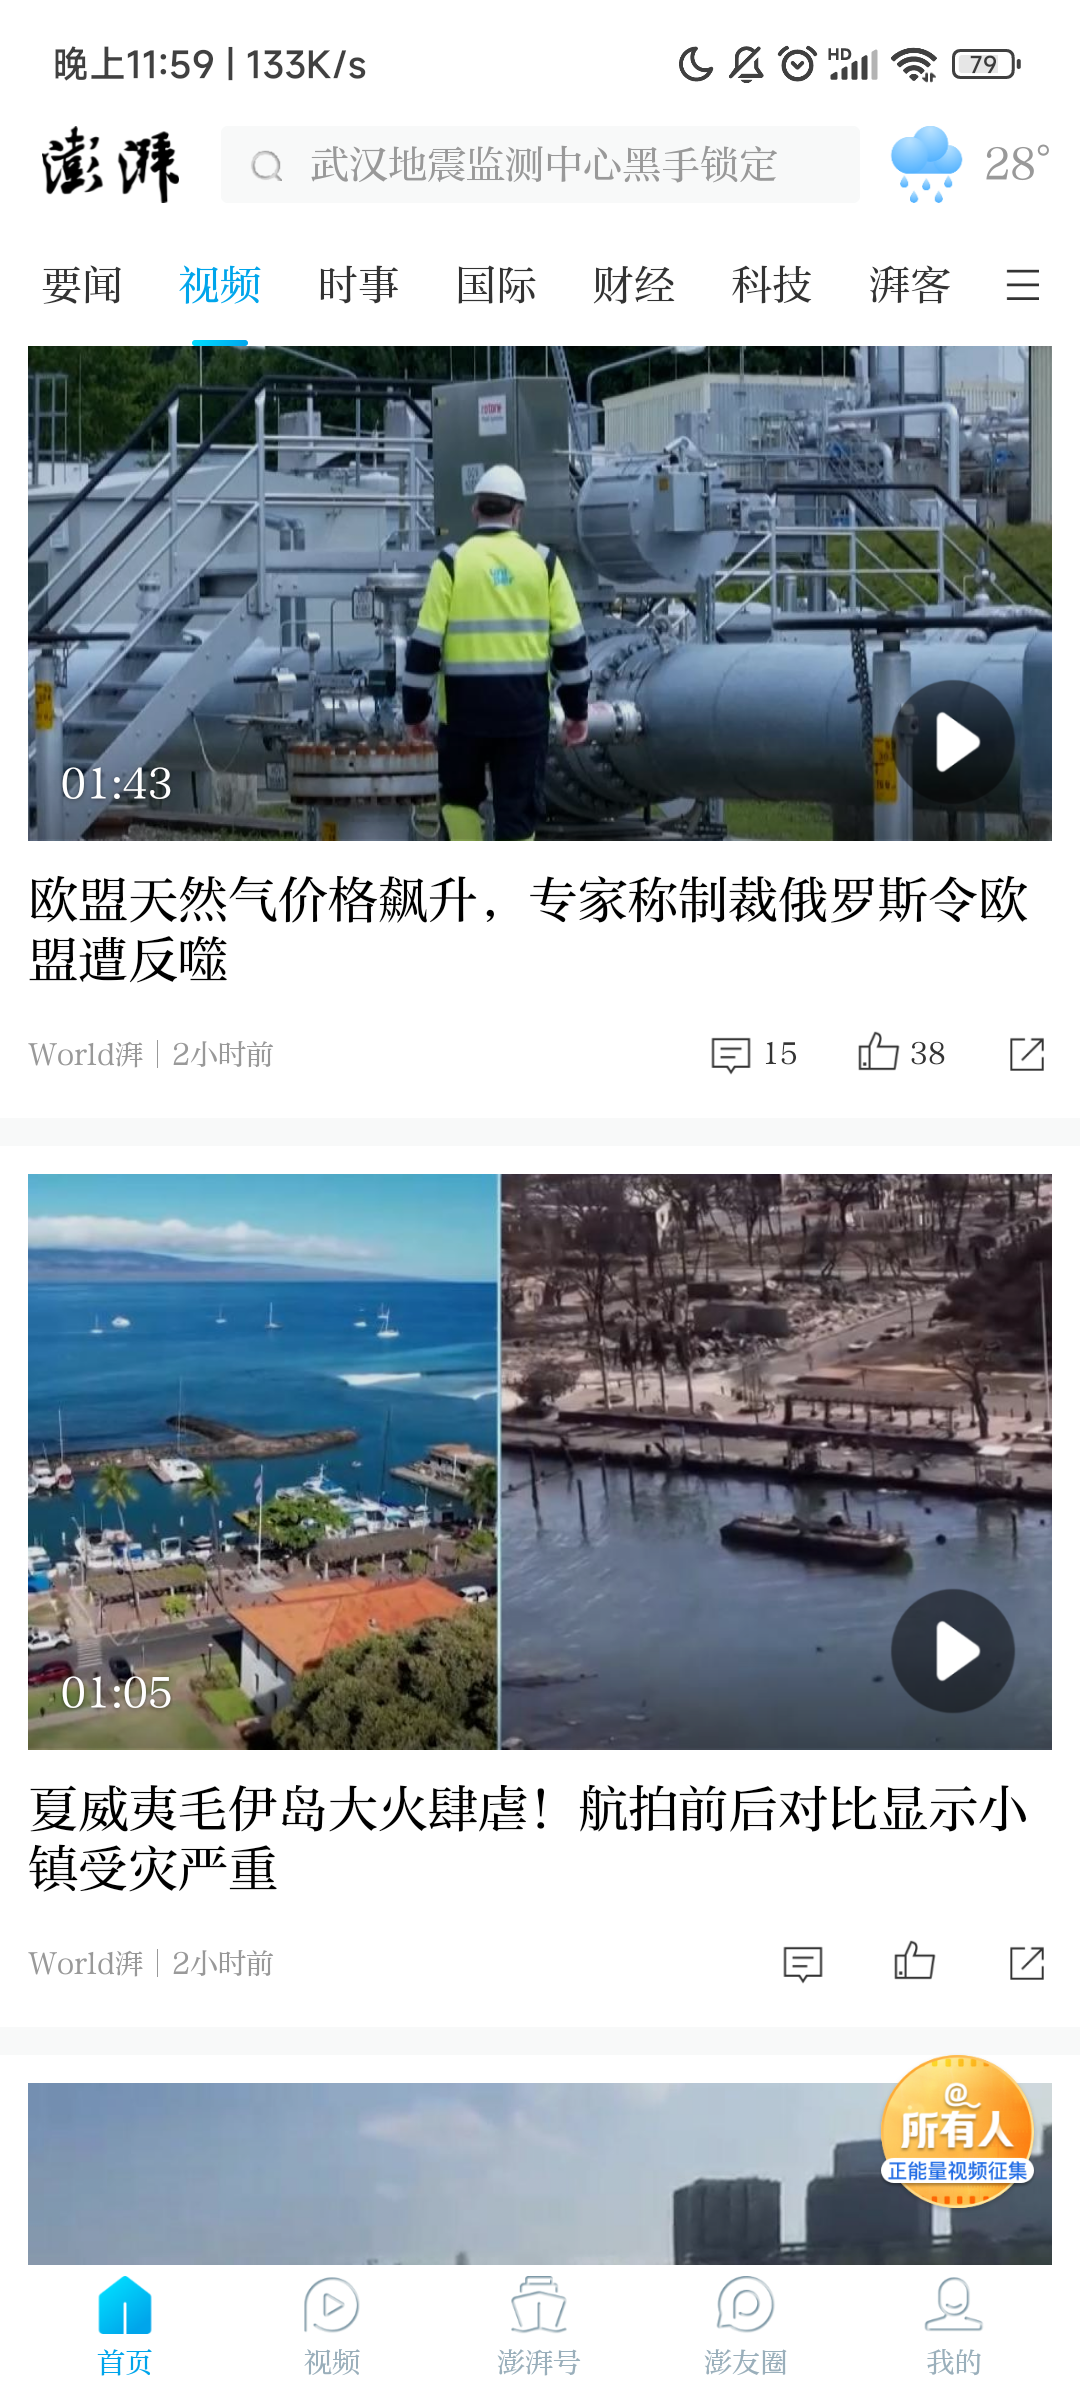 晚上11:59 | 133K/s
HD
79
澎湃
武汉地震监测中心黑手锁定
28°
要闻 视频 时事 国际 财经 科技 湃客
rotork
uni
per
01:43
欧盟天然气价格飙升，专家称制裁俄罗斯令欧
盟遭反噬
World湃 | 2小时前
15
38
01:05
夏威夷毛伊岛大火肆虐！航拍前后对比显示小
镇受灾严重
World湃 | 2小时前
@
所有人
正能量视频征集
首页 视频 澎湃号 澎友圈 我的